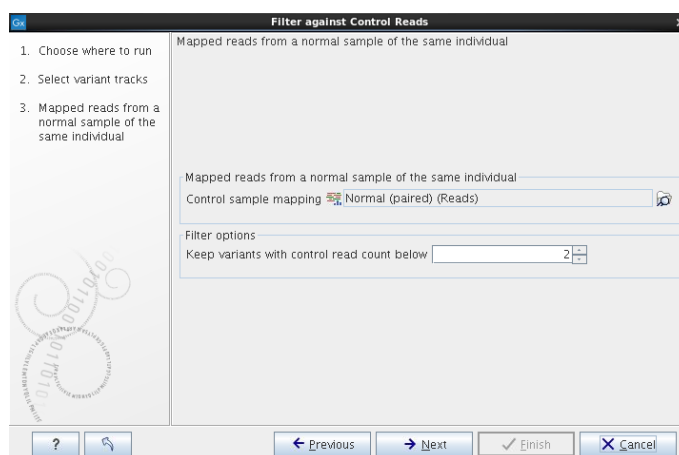 Gx
Filter against Control Reads
1. Choose where to run
2. Select variant tracks
3. Mapped reads from a
normal sample of the
same individual
Mapped reads from a normal sample of the same individual
Mapped reads from a normal sample of the same individual
Control sample mapping Normal (paired) (Reads)
Filter options
Keep variants with control read count below 2
? Previous Next Finish Cancel